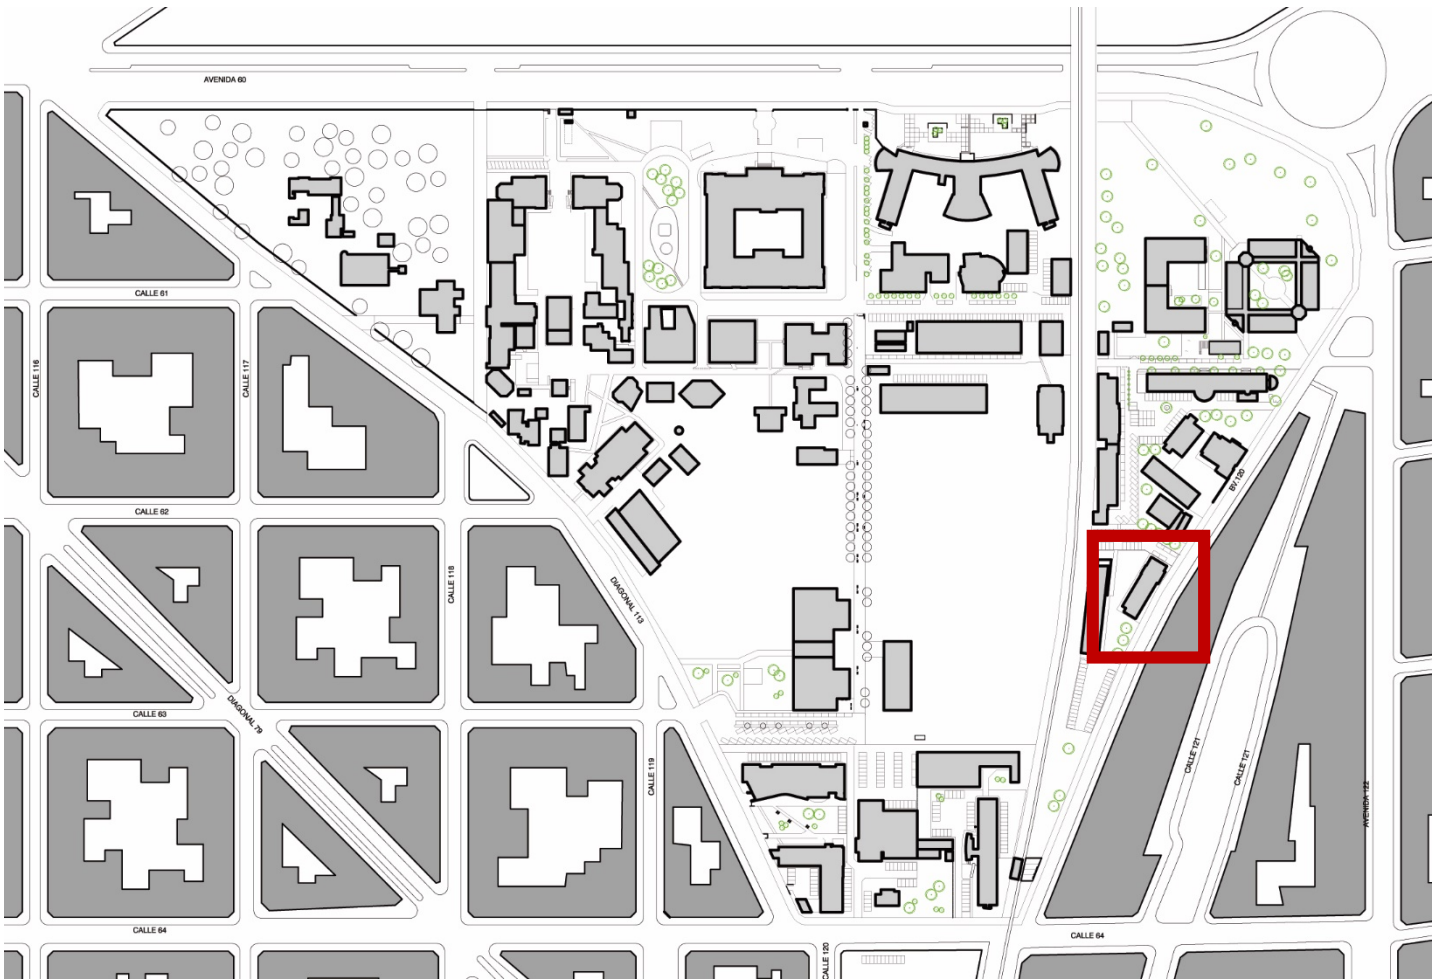 AVENIDA 60
CALLE 61
CALLE 116
CALLE 117
BV.120
CALLE 62
CALLE 118
DIAGONAL 113
CALLE 63
DIAGONAL 79
CALLE 119
CALLE 121
CALLE 121
AVENIDA 122
CALLE 64
CALLE 64
CALLE 120